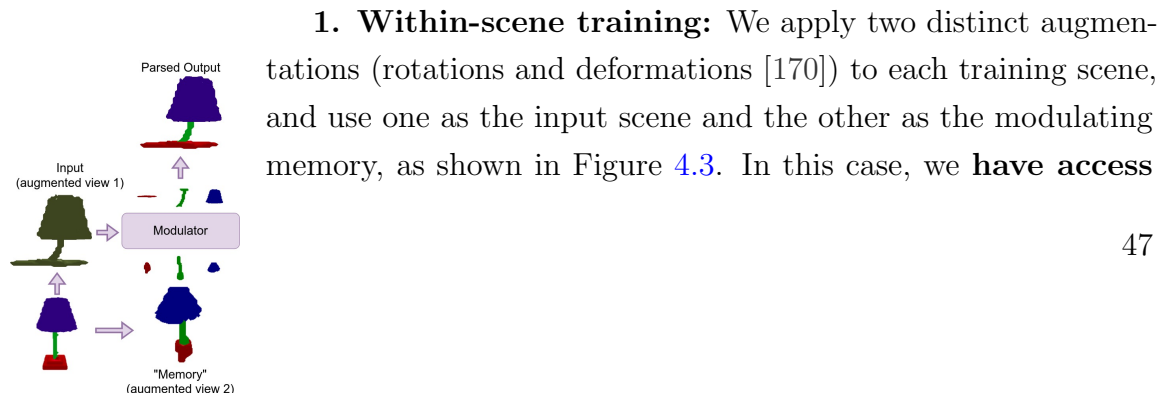 1. Within-scene training: We apply two distinct augmen-
tations (rotations and deformations [170]) to each training scene,
and use one as the input scene and the other as the modulating
memory, as shown in Figure 4.3. In this case, we have access
47
Parsed Output
Input
(augmented view 1)
Modulator
"Memory"
(augmented view 2)